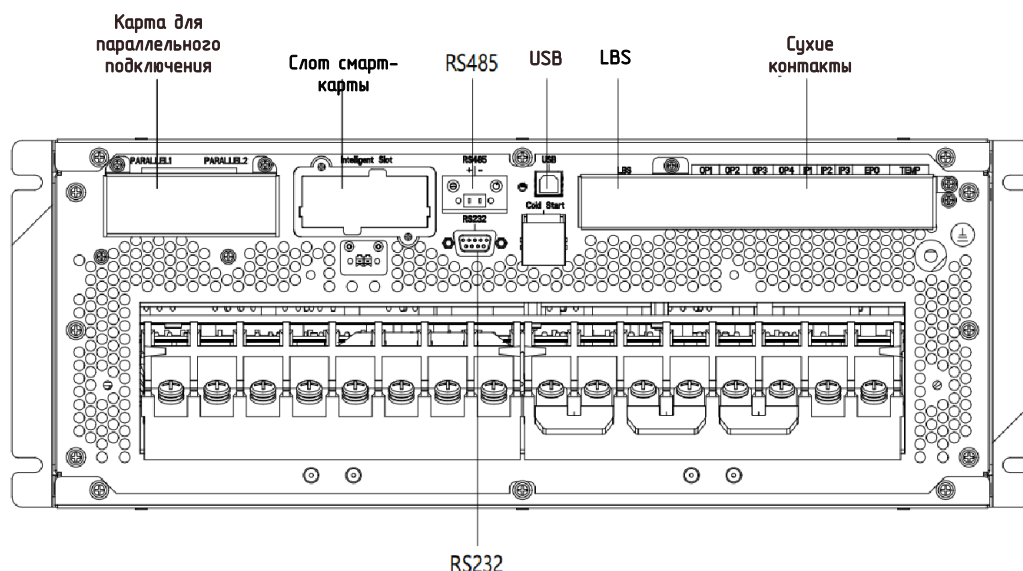 Карта для
параллельного
подключения
Слот смарт-
карты
RS485
USB
LBS
Сухие
контакты
PARALLEL1 PARALLEL2
Intelligent Slot
RS485
+ -
USB
LBS
OP1 OP2 OP3 OP4 IP1 IP2 IP3 EPO TEMP
Cold Start
RS232
RS232